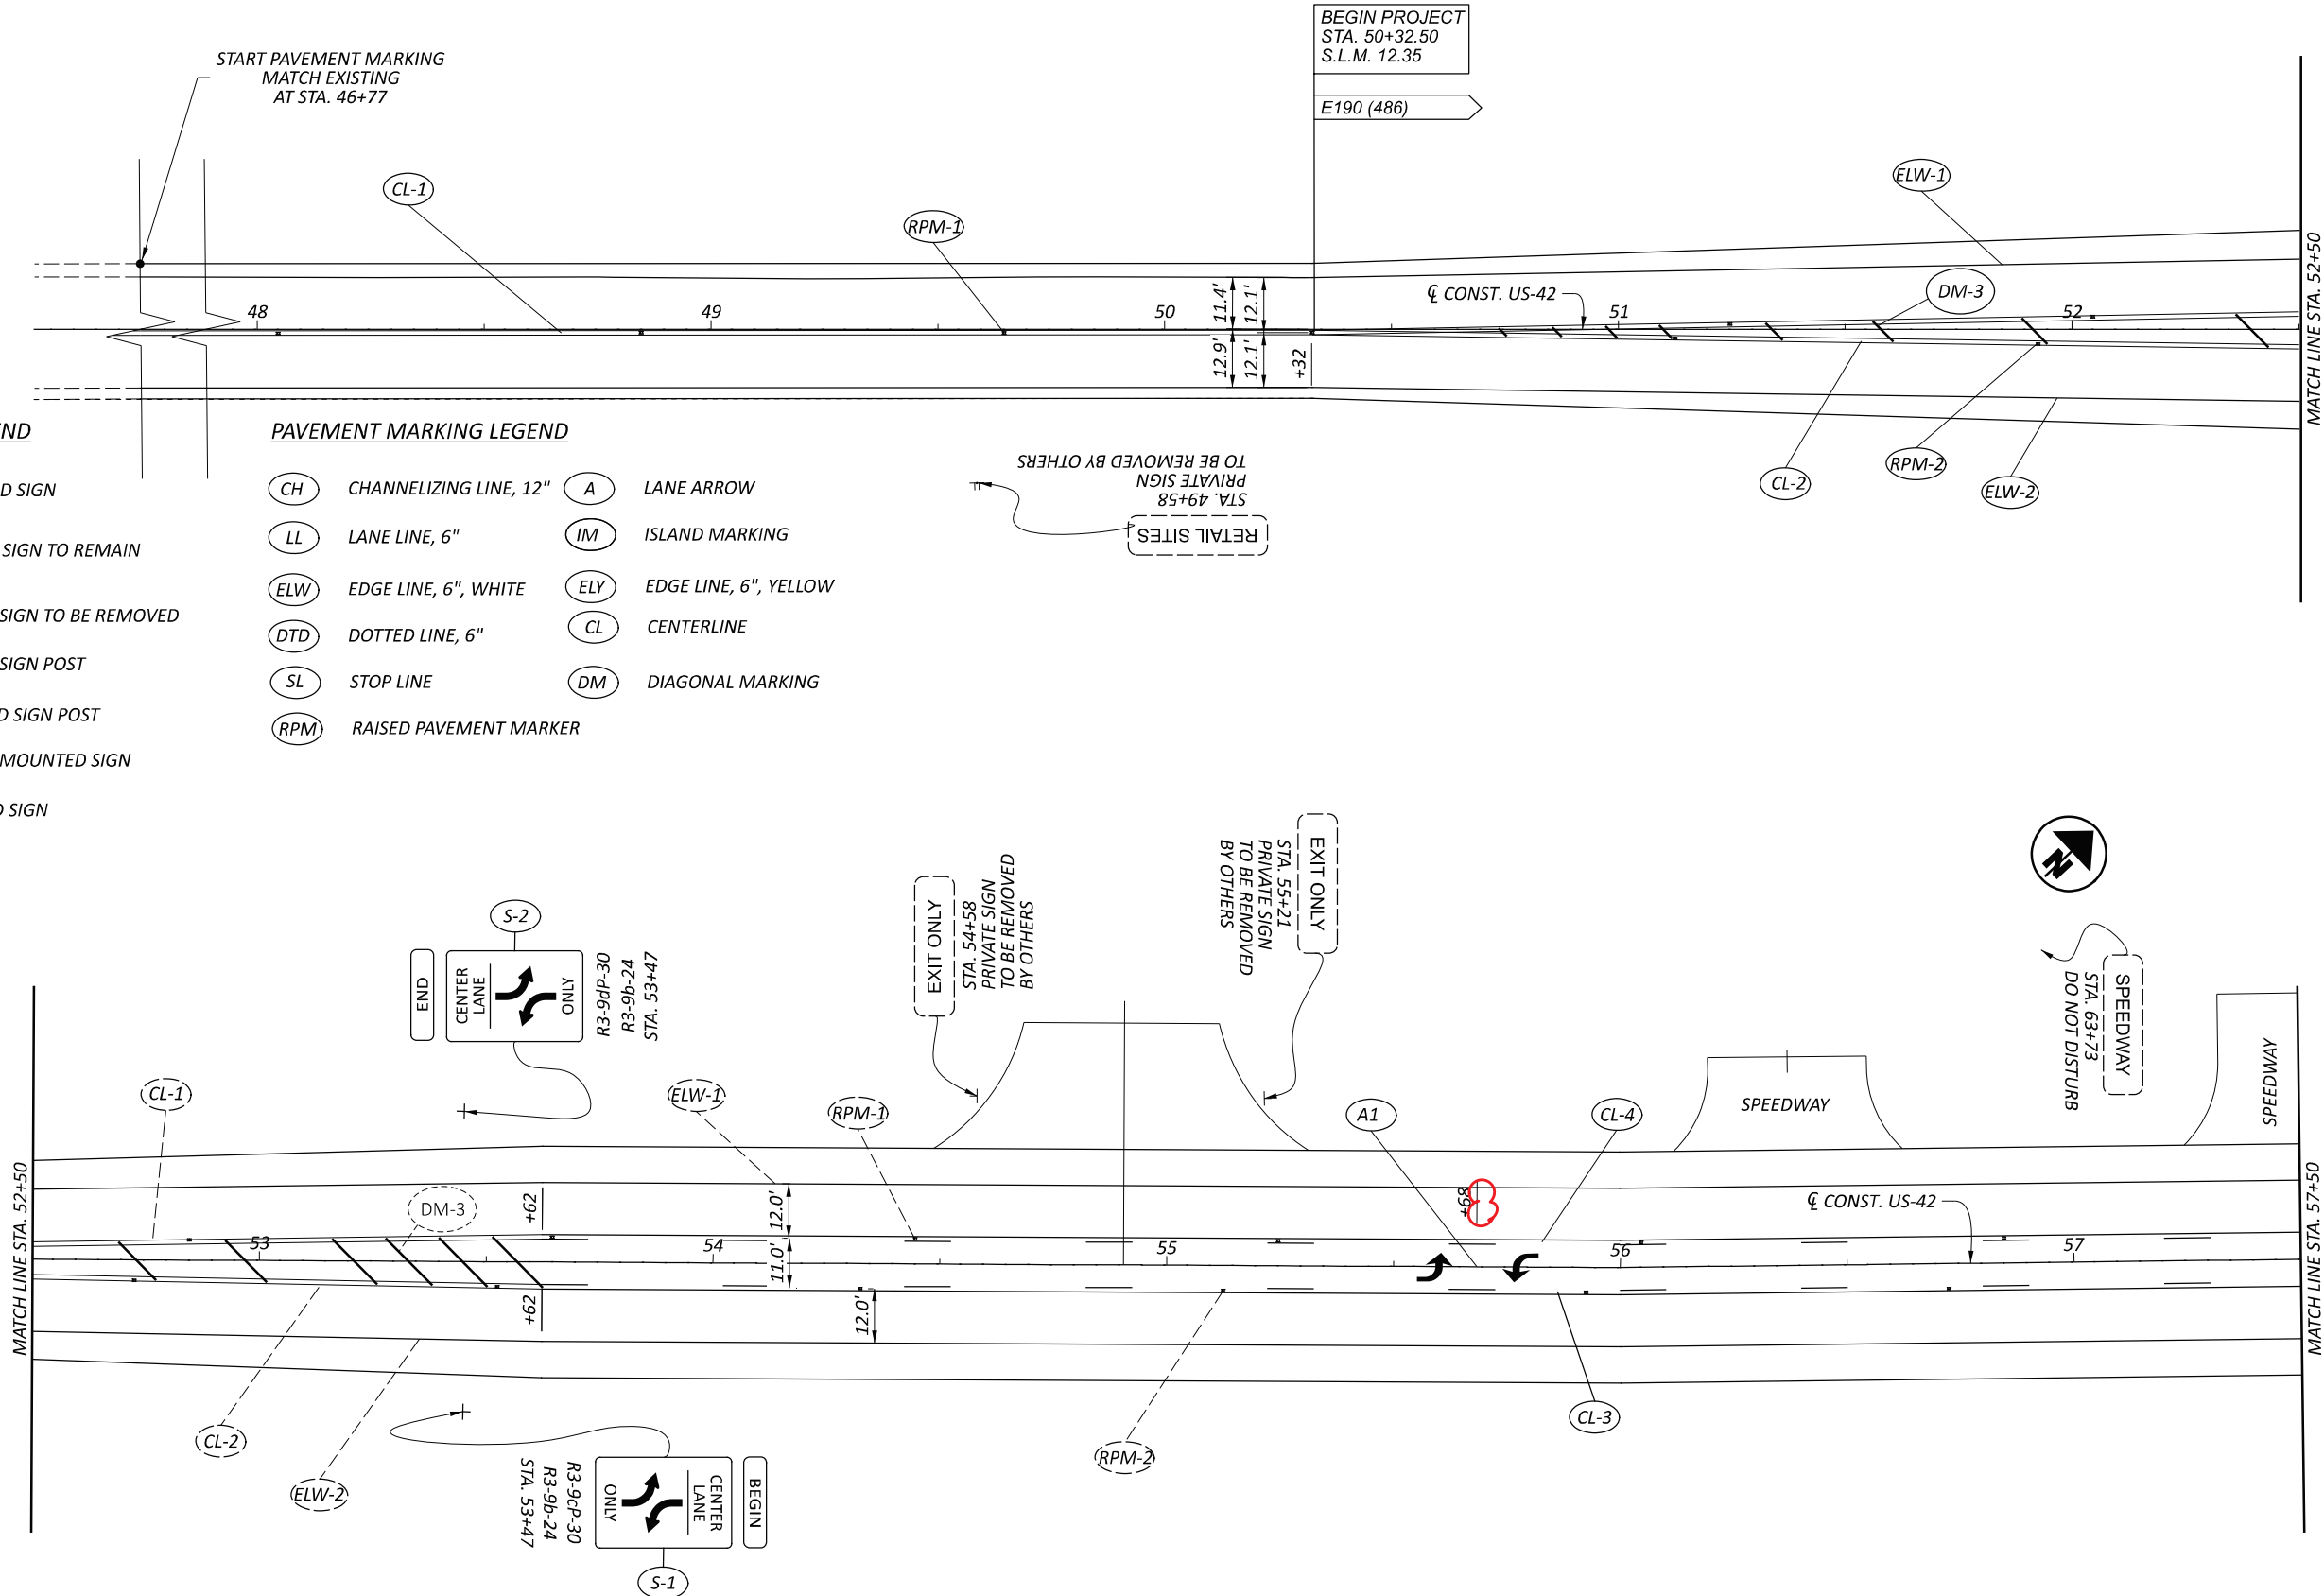 START PAVEMENT MARKING
MATCH EXISTING
AT STA. 46+77
BEGIN PROJECT
STA. 50+32.50
S.L.M. 12.35
E190 (486)
CL-1
RPM-1
ELW-1
DM-3
℄ CONST. US-42
48
49
50
51
52
11.4'
12.1'
12.9'
12.1'
+32
MATCH LINE STA. 52+50
CL-2
RPM-2
ELW-2
END
D SIGN
SIGN TO REMAIN
SIGN TO BE REMOVED
SIGN POST
D SIGN POST
MOUNTED SIGN
D SIGN
PAVEMENT MARKING LEGEND
CH CHANNELIZING LINE, 12"
LL LANE LINE, 6"
ELW EDGE LINE, 6", WHITE
DTD DOTTED LINE, 6"
SL STOP LINE
RPM RAISED PAVEMENT MARKER
A LANE ARROW
IM ISLAND MARKING
ELY EDGE LINE, 6", YELLOW
CL CENTERLINE
DM DIAGONAL MARKING
RETAIL SITES
STA. 49+58
PRIVATE SIGN
TO BE REMOVED BY OTHERS
N
S-2
END
CENTER
LANE
ONLY
R3-9dP-30
R3-9b-24
STA. 53+47
EXIT ONLY
STA. 54+58
PRIVATE SIGN
TO BE REMOVED
BY OTHERS
EXIT ONLY
STA. 55+21
PRIVATE SIGN
TO BE REMOVED
BY OTHERS
SPEEDWAY
STA. 63+73
DO NOT DISTURB
SPEEDWAY
SPEEDWAY
CL-1
DM-3
ELW-1
RPM-1
A1
CL-4
+62
12.0'
+68
℄ CONST. US-42
53
54
55
56
57
11.0'
+62
12.0'
MATCH LINE STA. 52+50
MATCH LINE STA. 57+50
CL-2
ELW-2
RPM-2
CL-3
BEGIN
CENTER
LANE
ONLY
R3-9cP-30
R3-9b-24
STA. 53+47
S-1